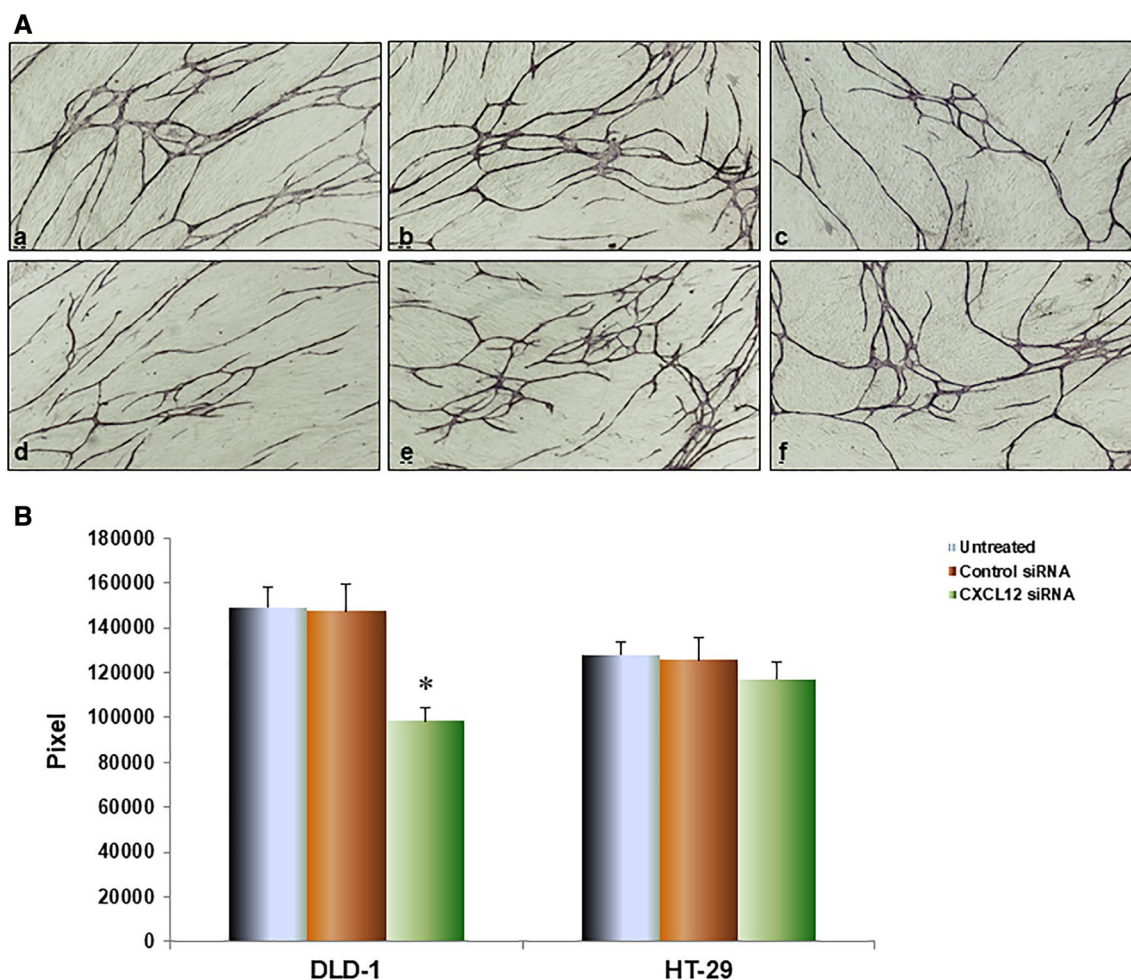 A
a
b
c
d
e
f
B
180000
160000
140000
120000
100000
80000
60000
40000
20000
0
Pixel
*
Untreated
Control siRNA
CXCL12 siRNA
DLD-1
HT-29